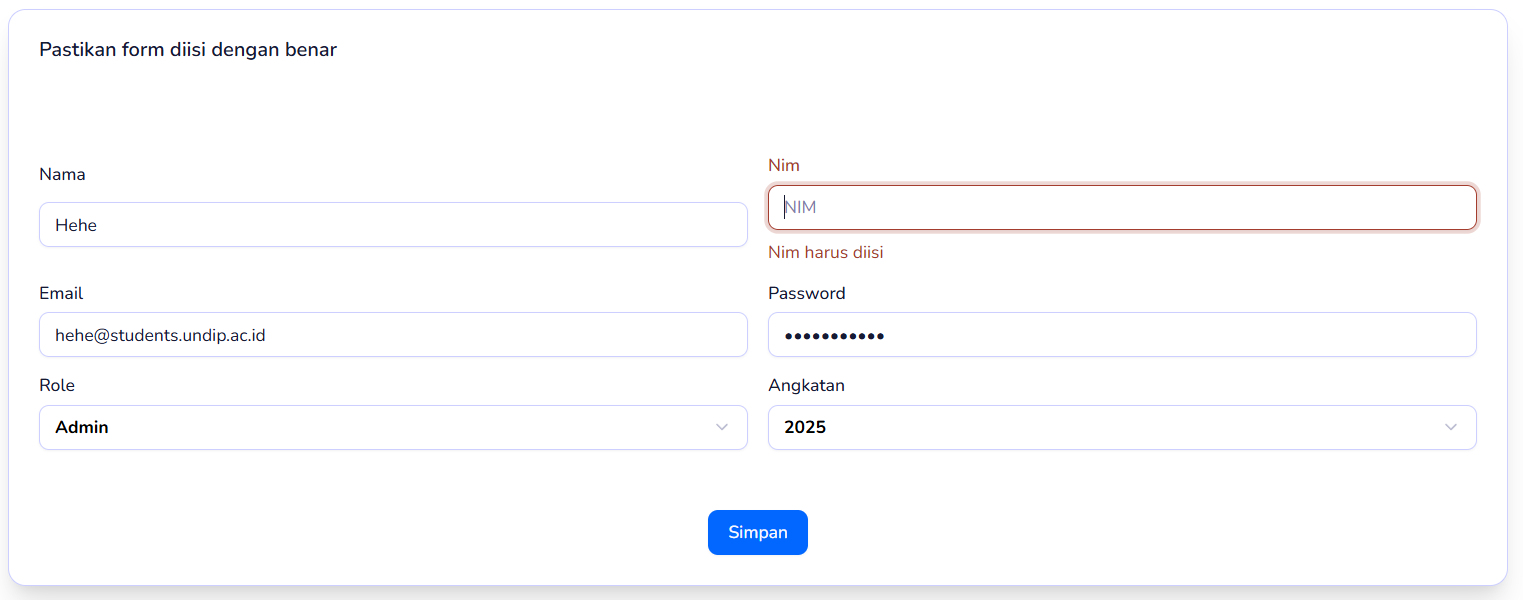 Pastikan form diisi dengan benar
Nama
Nim
Hehe
NIM
Nim harus diisi
Email
Password
hehe@students.undip.ac.id
•••••••••••
Role
Angkatan
Admin
2025
Simpan